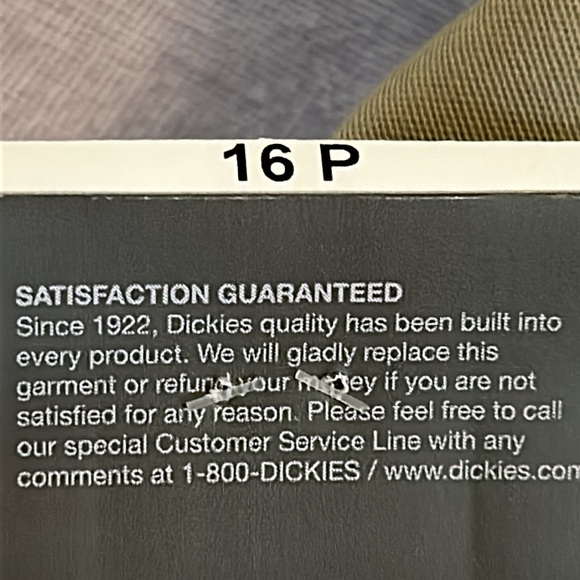 16 P
SATISFACTION GUARANTEED
Since 1922, Dickies quality has been built into
every product. We will gladly replace this
garment or refund your money if you are not
satisfied for any reason. Please feel free to call
our special Customer Service Line with any
comments at 1-800-DICKIES / www.dickies.com